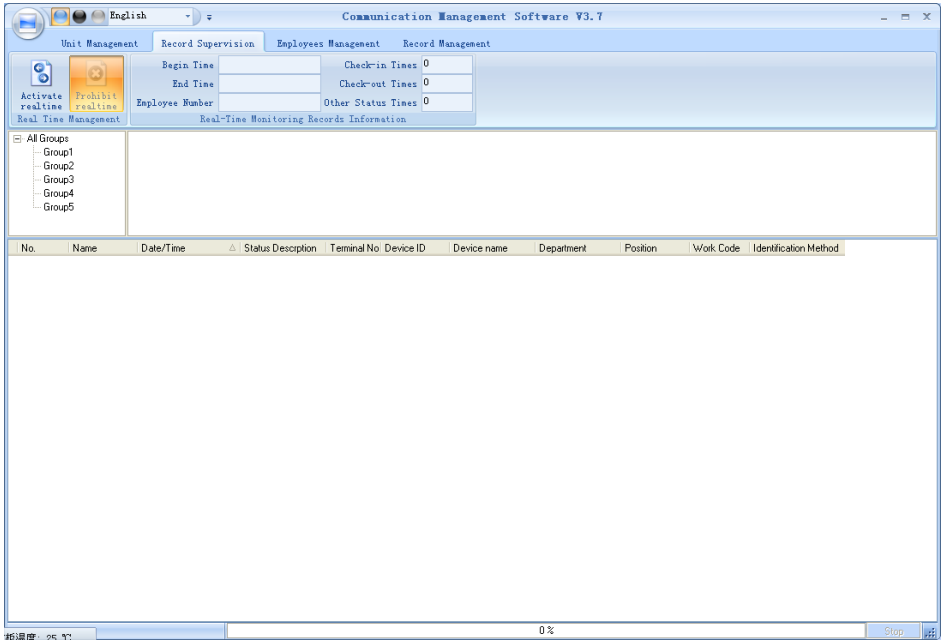 English
Communication Management Software V3.7
Unit Management Record Supervision Employees Management Record Management
Begin Time Check-in Times 0
End Time Check-out Times 0
Employee Number Other Status Times 0
Activate realtime
Prohibit realtime
Real Time Management Real-Time Monitoring Records Information
All Groups
Group1
Group2
Group3
Group4
Group5
No. Name Date/Time Status Descrption Terminal No Device ID Device name Department Position Work Code Identification Method
0 %
Stop
温度: 25 ℃